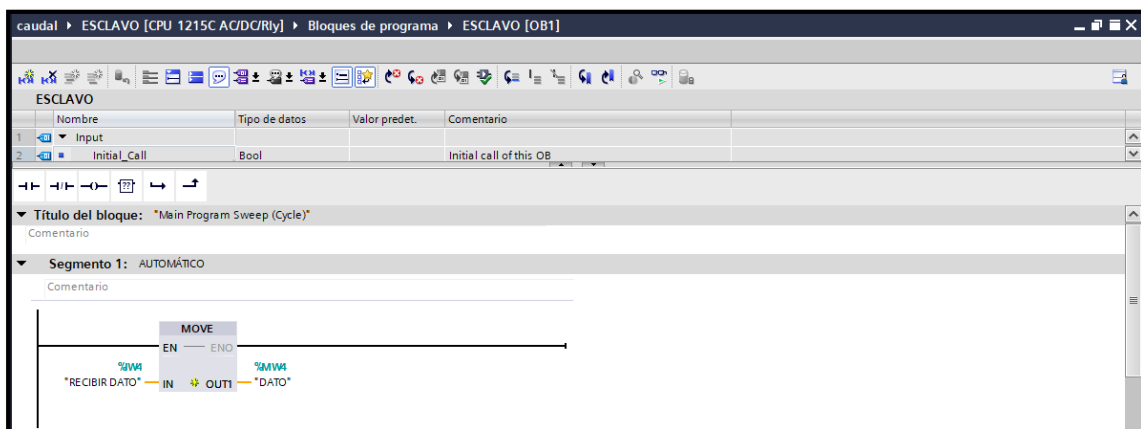 caudal ▸ ESCLAVO [CPU 1215C AC/DC/Rly] ▸ Bloques de programa ▸ ESCLAVO [OB1]
ESCLAVO
Nombre Tipo de datos Valor predet. Comentario
1 Input
2 Initial_Call Bool Initial call of this OB
??
Título del bloque: "Main Program Sweep (Cycle)"
Comentario
Segmento 1: AUTOMÁTICO
Comentario
MOVE
EN ENO
%IW4 %MW4
"RECIBIR DATO" IN OUT1 "DATO"